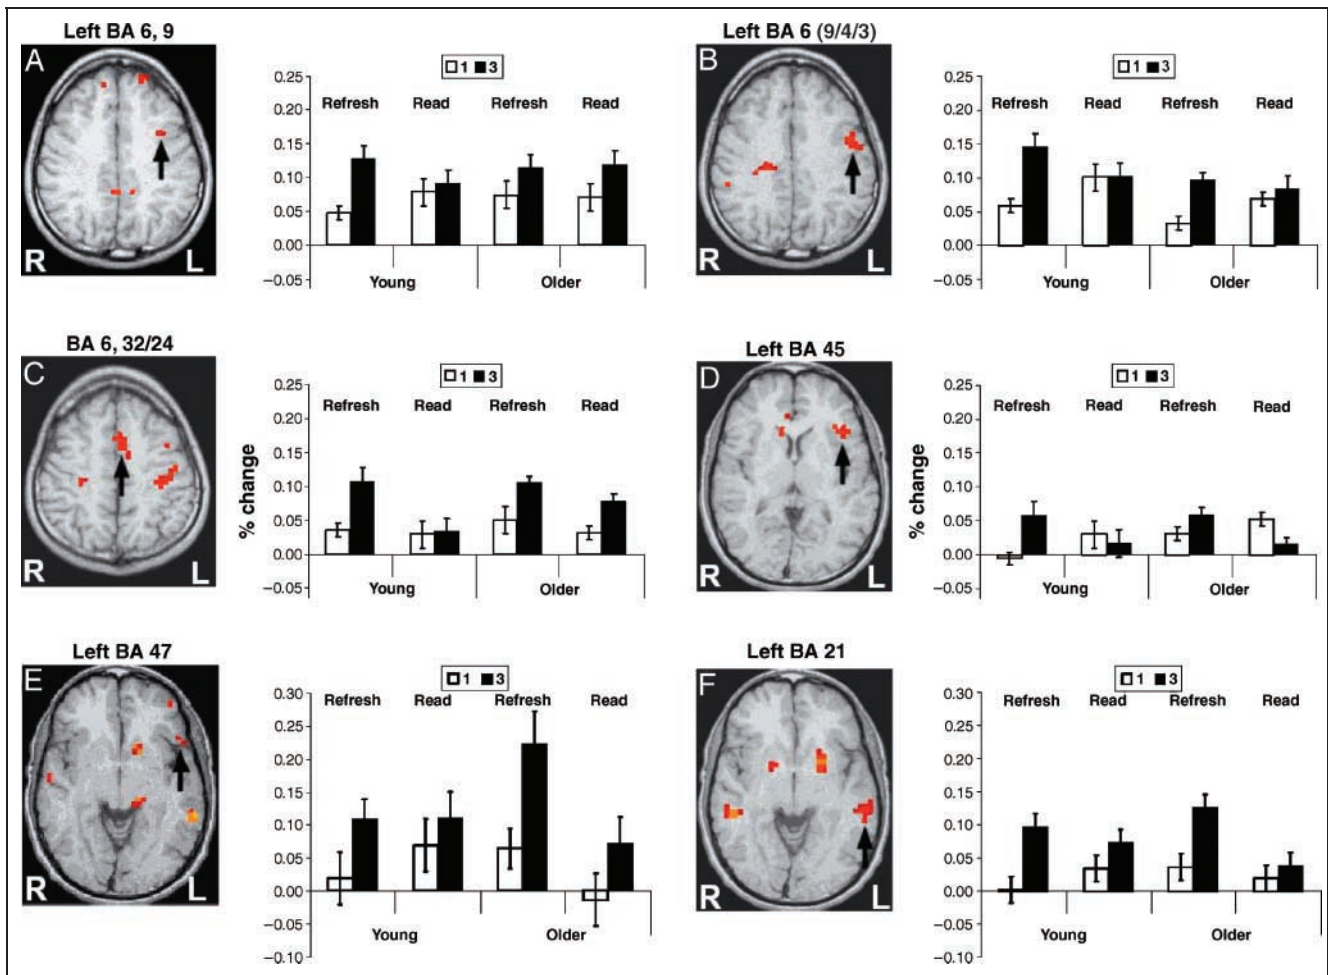 Left BA 6, 9
A
R L
1 3
0.25
0.20
0.15
0.10
0.05
0.00
−0.05
Refresh Read Refresh Read
Young Older
Left BA 6 (9/4/3)
B
R L
1 3
0.25
0.20
0.15
0.10
0.05
0.00
−0.05
Refresh Read Refresh Read
Young Older
BA 6, 32/24
C
R L
% change
1 3
0.25
0.20
0.15
0.10
0.05
0.00
−0.05
Refresh Read Refresh Read
Young Older
Left BA 45
D
R L
% change
1 3
0.25
0.20
0.15
0.10
0.05
0.00
−0.05
Refresh Read Refresh Read
Young Older
Left BA 47
E
R L
1 3
0.30
0.25
0.20
0.15
0.10
0.05
0.00
−0.05
−0.10
Refresh Read Refresh Read
Young Older
Left BA 21
F
R L
1 3
0.30
0.25
0.20
0.15
0.10
0.05
0.00
−0.05
−0.10
Refresh Read Refresh Read
Young Older